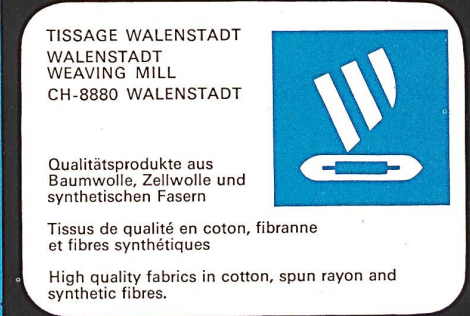 TISSAGE WALENSTADT
WALENSTADT
WEAVING MILL
CH-8880 WALENSTADT
Qualitätsprodukte aus
Baumwolle, Zellwolle und
synthetischen Fasern
Tissus de qualité en coton, fibranne
et fibres synthétiques
High quality fabrics in cotton, spun rayon and
synthetic fibres.